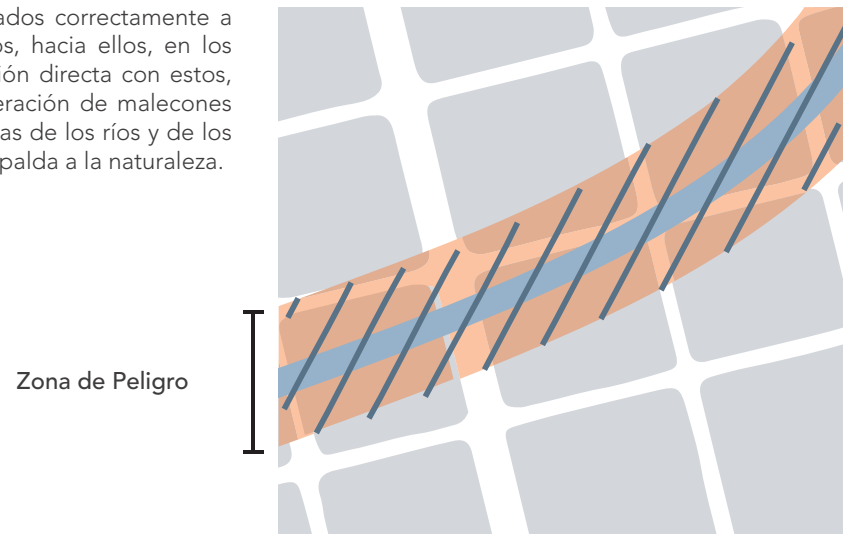 ados correctamente a
os, hacia ellos, en los
ión directa con estos,
eración de malecones
as de los ríos y de los
palda a la naturaleza.
Zona de Peligro